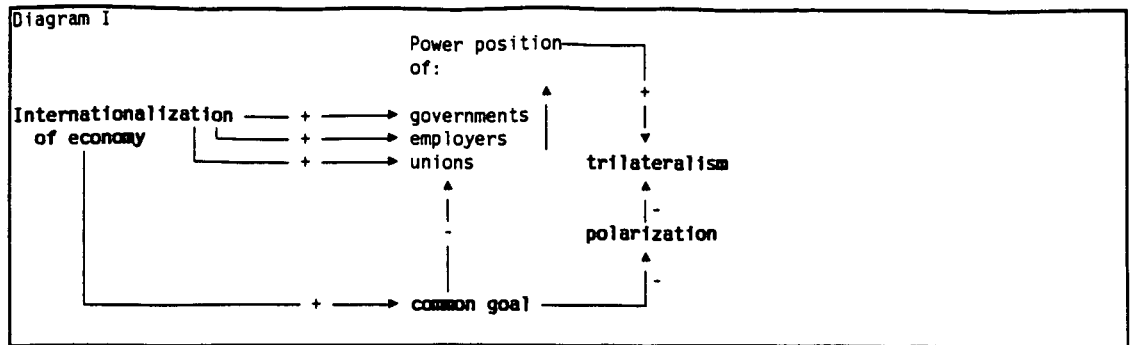 Diagram I
Power position
of:
Internationalization + governments
of economy + employers
+ unions
+
trilateralism
-
-
polarization
-
+ common goal